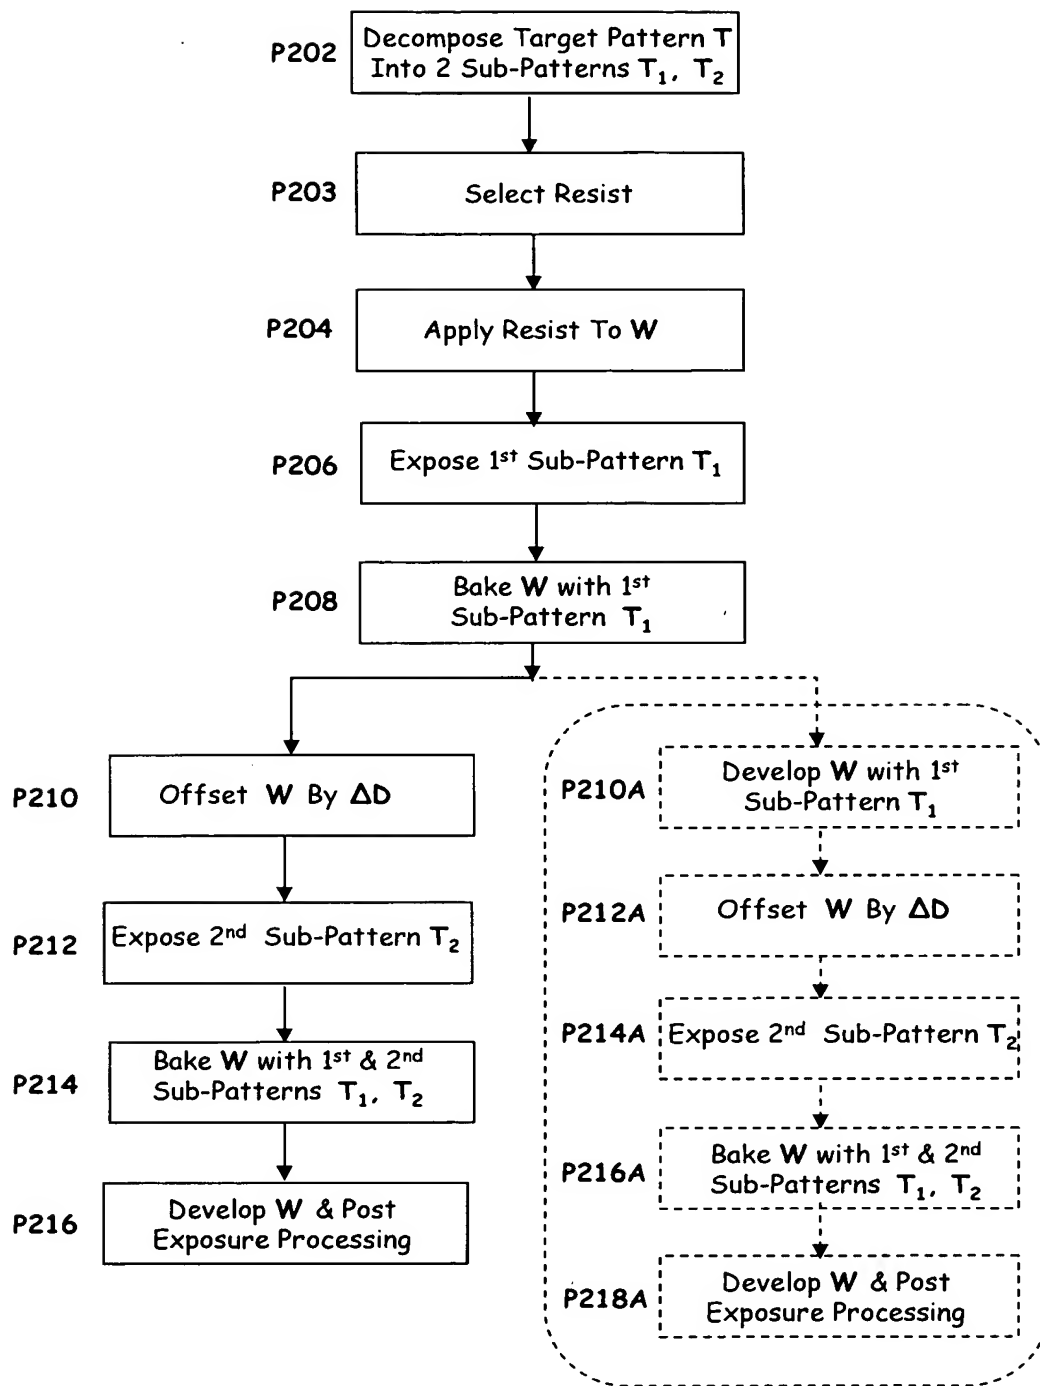 P202
Decompose Target Pattern T
Into 2 Sub-Patterns T₁, T₂
P203
Select Resist
P204
Apply Resist To W
P206
Expose 1ˢᵗ Sub-Pattern T₁
P208
Bake W with 1ˢᵗ
Sub-Pattern T₁
P210
Offset W By ΔD
P212
Expose 2ⁿᵈ Sub-Pattern T₂
P214
Bake W with 1ˢᵗ & 2ⁿᵈ
Sub-Patterns T₁, T₂
P216
Develop W & Post
Exposure Processing
P210A
Develop W with 1ˢᵗ
Sub-Pattern T₁
P212A
Offset W By ΔD
P214A
Expose 2ⁿᵈ Sub-Pattern T₂
P216A
Bake W with 1ˢᵗ & 2ⁿᵈ
Sub-Patterns T₁, T₂
P218A
Develop W & Post
Exposure Processing